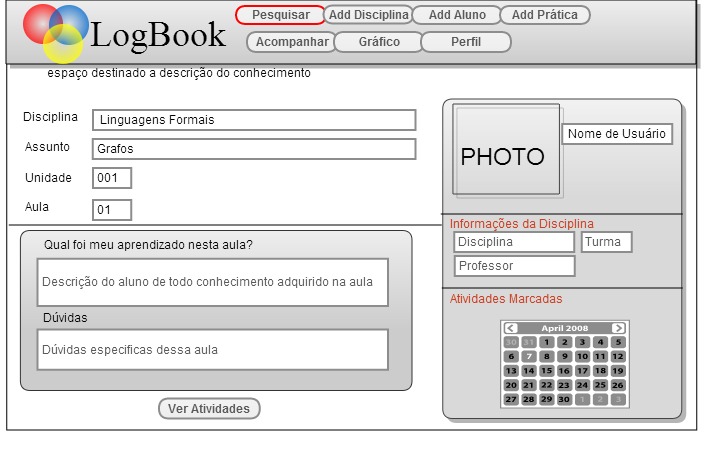 LogBook
Pesquisar Add Disciplina Add Aluno Add Prática
Acompanhar Gráfico Perfil
espaço destinado a descrição do conhecimento
Disciplina Linguagens Formais
Assunto Grafos
Unidade 001
Aula 01
Qual foi meu aprendizado nesta aula?
Descrição do aluno de todo conhecimento adquirido na aula
Dúvidas
Dúvidas especificas dessa aula
Ver Atividades
PHOTO
Nome de Usuário
Informações da Disciplina
Disciplina Turma
Professor
Atividades Marcadas
April 2008
30 31 1 2 3 4 5
6 7 8 9 10 11 12
13 14 15 16 17 18 19
20 21 22 23 24 25 26
27 28 29 30 1 2 3